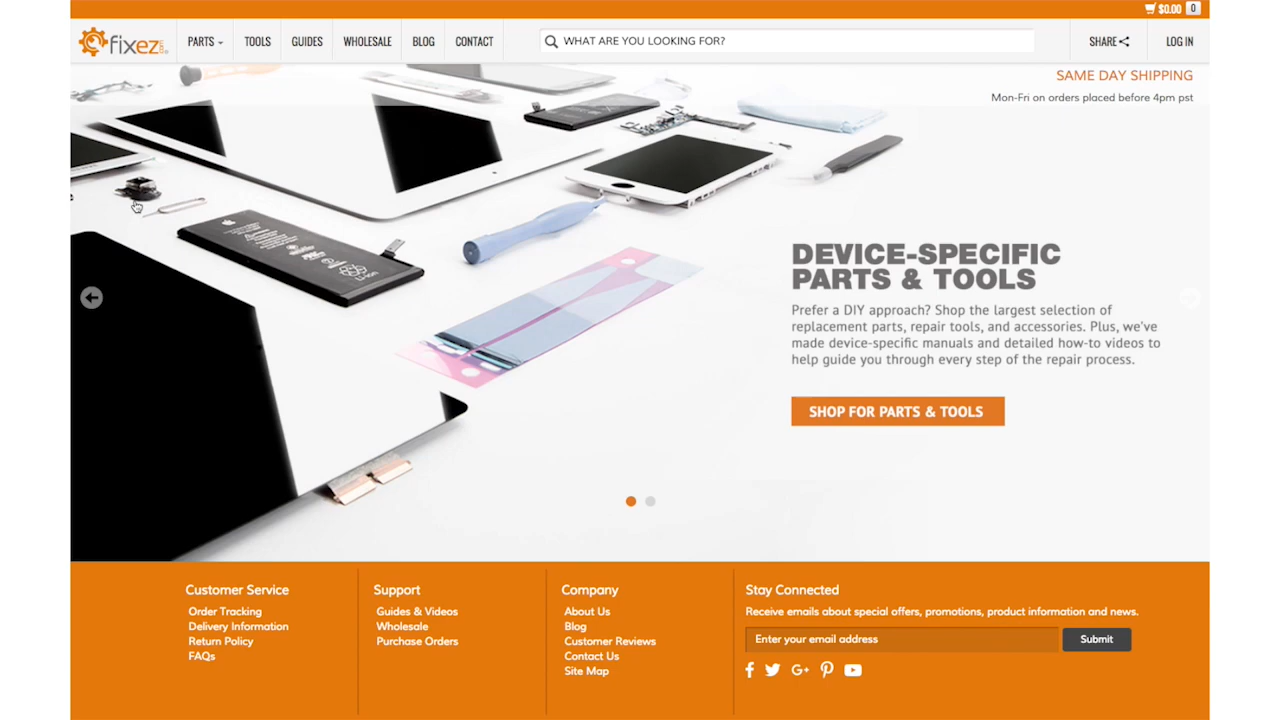 $0.00 0
fixez.com
PARTS
TOOLS
GUIDES
WHOLESALE
BLOG
CONTACT
WHAT ARE YOU LOOKING FOR?
SHARE
LOG IN
SAME DAY SHIPPING
Mon-Fri on orders placed before 4pm pst
Li-ion
DEVICE-SPECIFIC
PARTS & TOOLS
Prefer a DIY approach? Shop the largest selection of
replacement parts, repair tools, and accessories. Plus, we've
made device-specific manuals and detailed how-to videos to
help guide you through every step of the repair process.
SHOP FOR PARTS & TOOLS
Customer Service
Order Tracking
Delivery Information
Return Policy
FAQs
Support
Guides & Videos
Wholesale
Purchase Orders
Company
About Us
Blog
Customer Reviews
Contact Us
Site Map
Stay Connected
Receive emails about special offers, promotions, product information and news.
Enter your email address
Submit